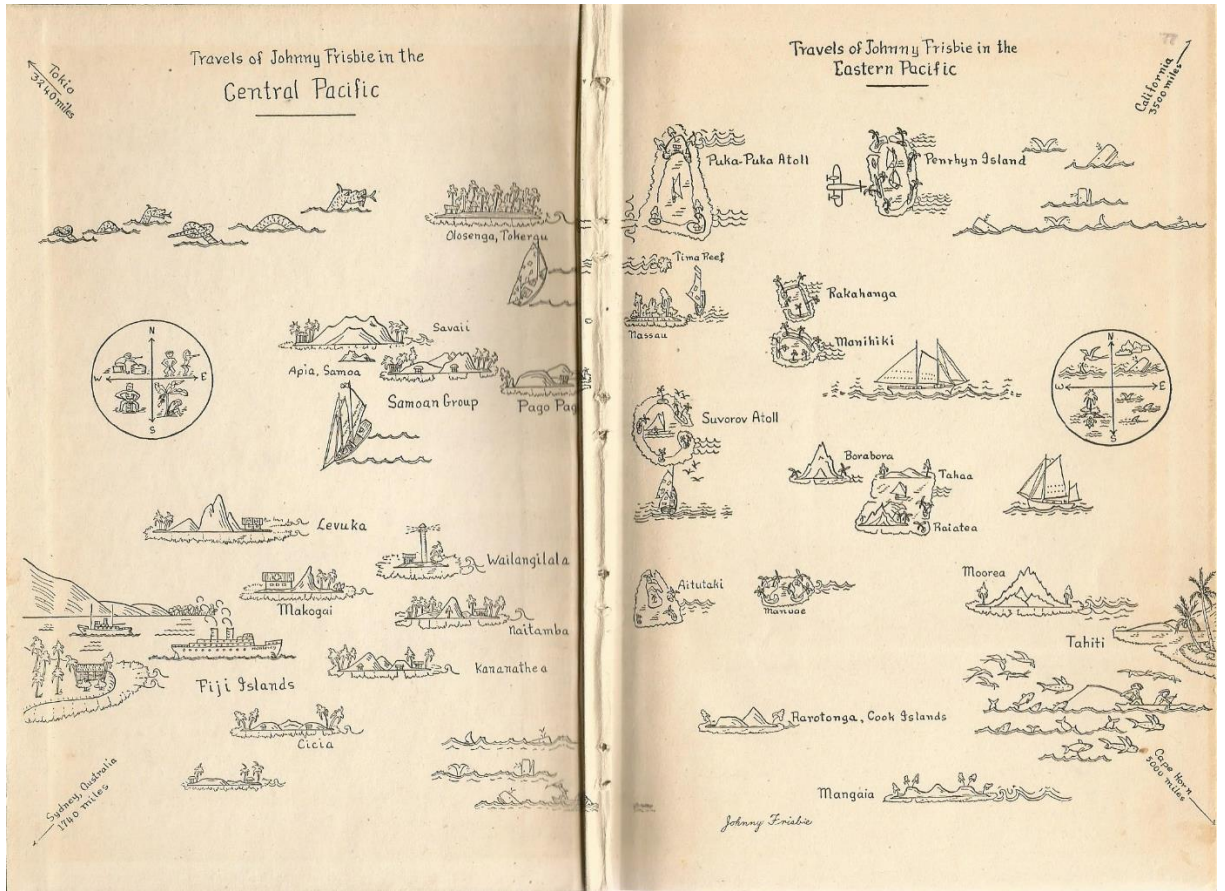 Travels of Johnny Frisbie in the
Central Pacific
Tokio
3240 miles
Olosenga, Tokergu
Savaii
Apia, Samoa
Samoan Group
Pago Pag
N
W
E
S
Levuka
Wailangilala
Makogai
Naitamba
Kananathea
Fiji Islands
Cicia
Sydney, Australia
1740 miles
Travels of Johnny Frisbie in the
Eastern Pacific
77
California
3500 miles
Puka-Puka Atoll
Penrhyn Island
Tima Reef
Nassau
Rakahanga
Manihiki
N
W
E
S
Suvorov Atoll
Borabora
Tahaa
Raiatea
Aitutaki
Manuae
Moorea
Tahiti
Rarotonga, Cook Islands
Cape Horn
5000 miles
Mangaia
Johnny Frisbie